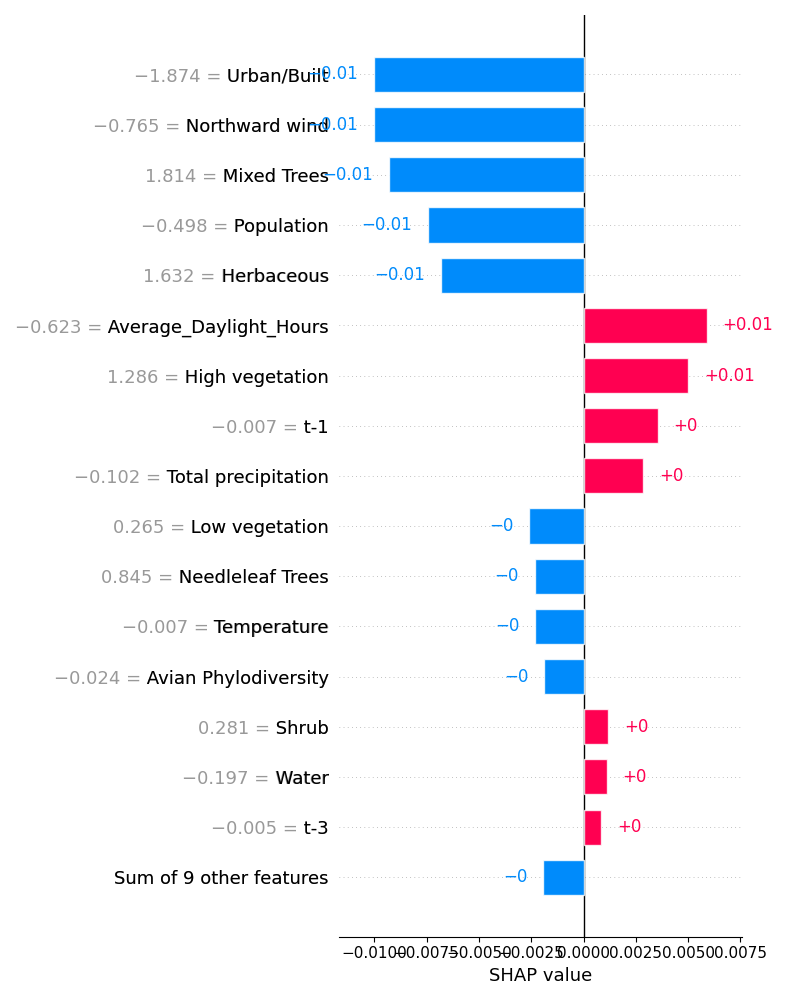 −1.874 = Urban/Built −0.01
−0.765 = Northward wind −0.01
1.814 = Mixed Trees −0.01
−0.498 = Population −0.01
1.632 = Herbaceous −0.01
−0.623 = Average_Daylight_Hours +0.01
1.286 = High vegetation +0.01
−0.007 = t-1 +0
−0.102 = Total precipitation +0
0.265 = Low vegetation −0
0.845 = Needleleaf Trees −0
−0.007 = Temperature −0
−0.024 = Avian Phylodiversity −0
0.281 = Shrub +0
−0.197 = Water +0
−0.005 = t-3 +0
Sum of 9 other features −0
−0.0100 −0.0075 −0.0050 −0.0025 0.0000 0.0025 0.0050 0.0075
SHAP value